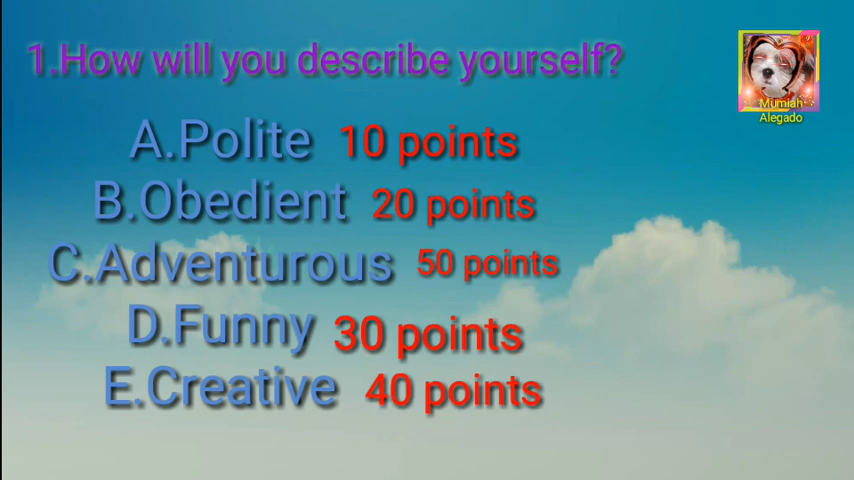 1.How will you describe yourself?
A.Polite 10 points
B.Obedient 20 points
C.Adventurous 50 points
D.Funny 30 points
E.Creative 40 points
Mumiah
Alegado